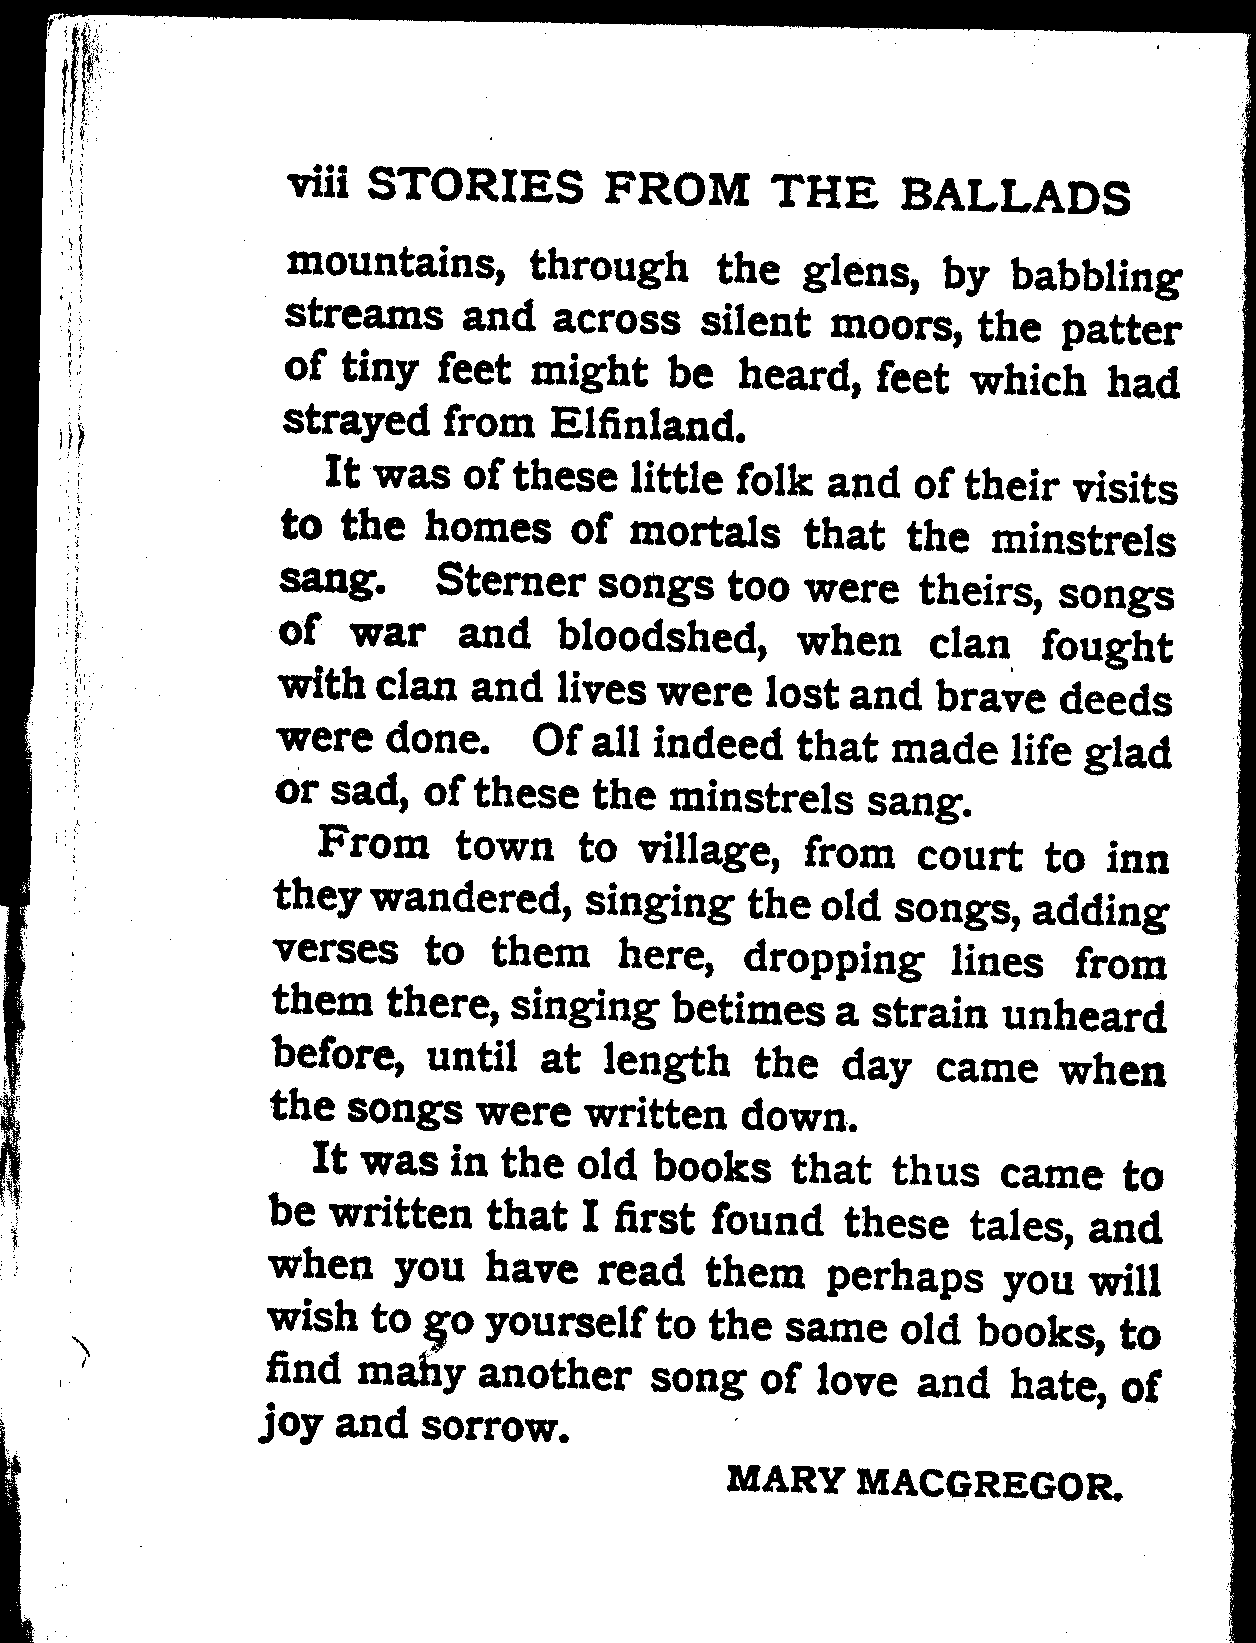 viii STORIES FROM THE BALLADS
mountains, through the glens, by babbling
streams and across silent moors, the patter
of tiny feet might be heard, feet which had
strayed from Elfinland.
It was of these little folk and of their visits
to the homes of mortals that the minstrels
sang. Sterner songs too were theirs, songs
of war and bloodshed, when clan fought
with clan and lives were lost and brave deeds
were done. Of all indeed that made life glad
or sad, of these the minstrels sang.
From town to village, from court to inn
they wandered, singing the old songs, adding
verses to them here, dropping lines from
them there, singing betimes a strain unheard
before, until at length the day came when
the songs were written down.
It was in the old books that thus came to
be written that I first found these tales, and
when you have read them perhaps you will
wish to go yourself to the same old books, to
find many another song of love and hate, of
joy and sorrow.
MARY MACGREGOR.